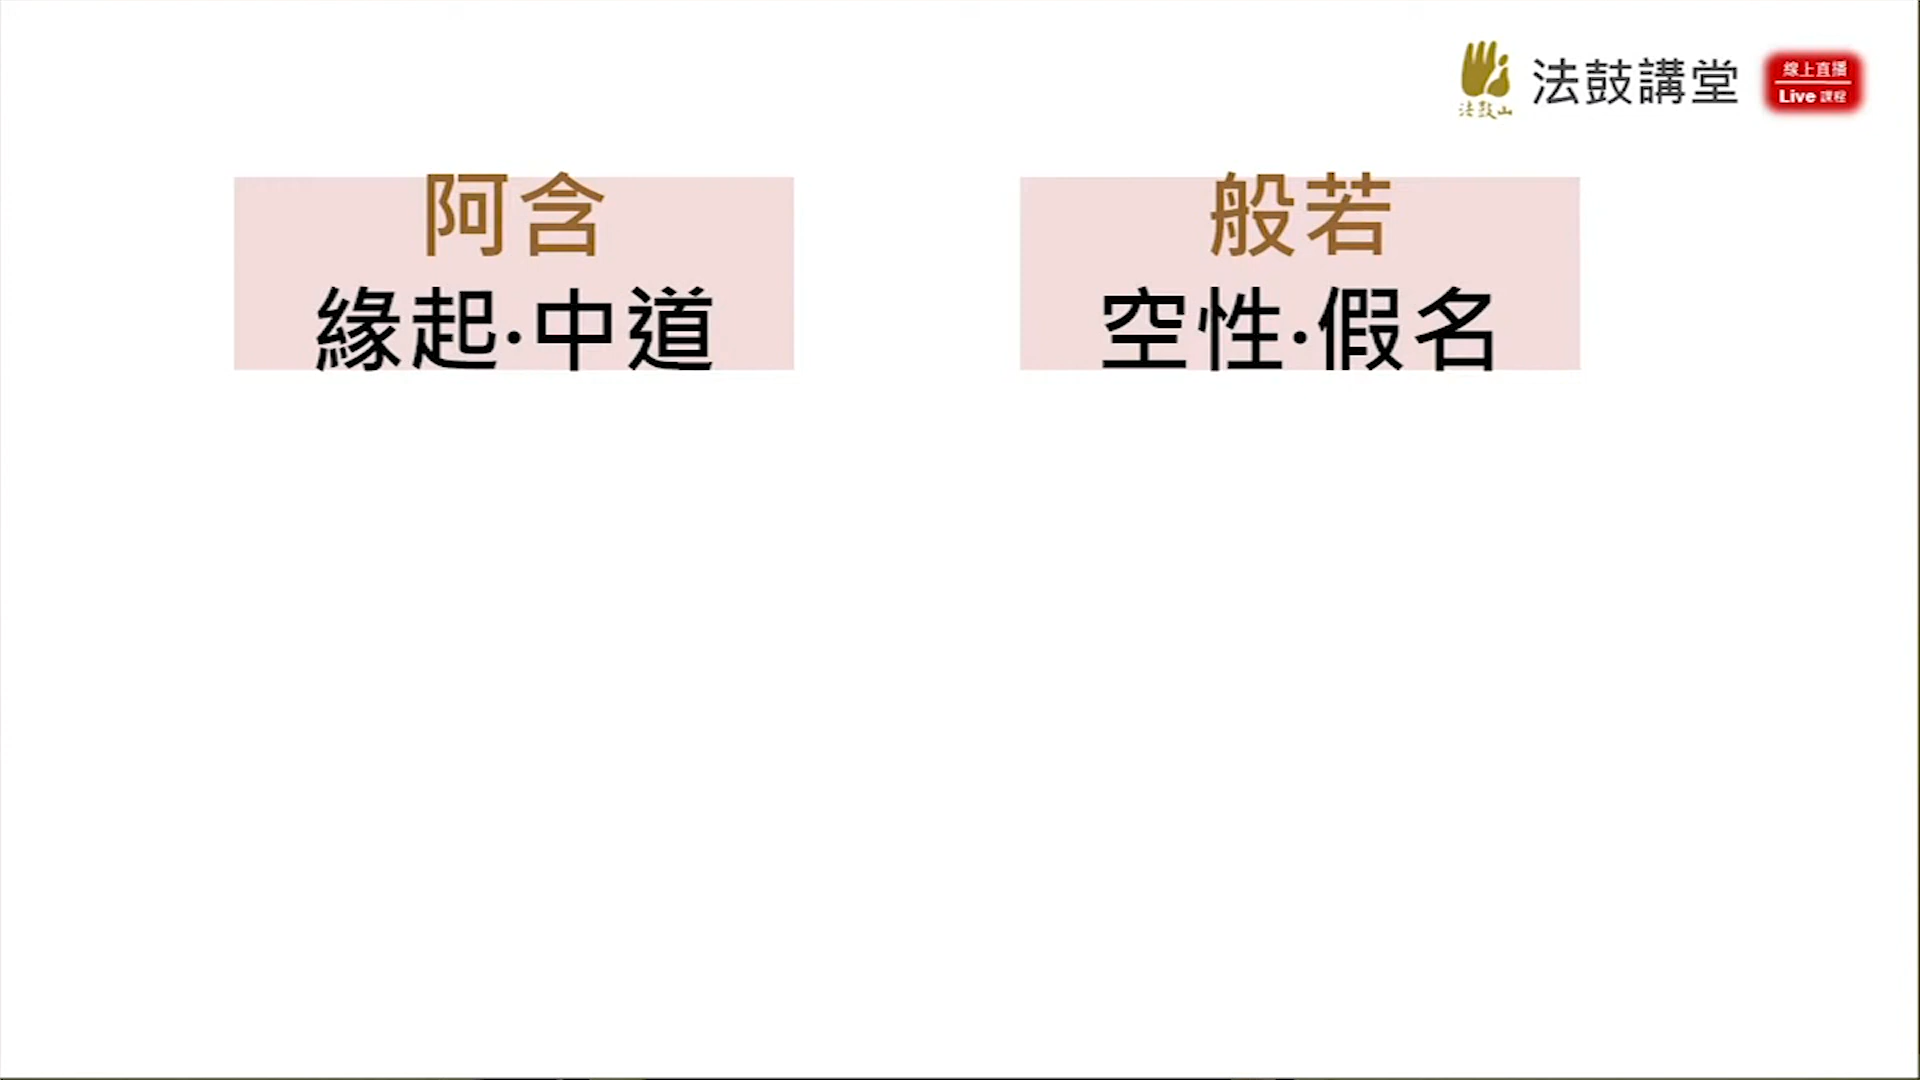 法鼓山
法鼓講堂
線上直播
Live 課程
阿含
緣起·中道
般若
空性·假名